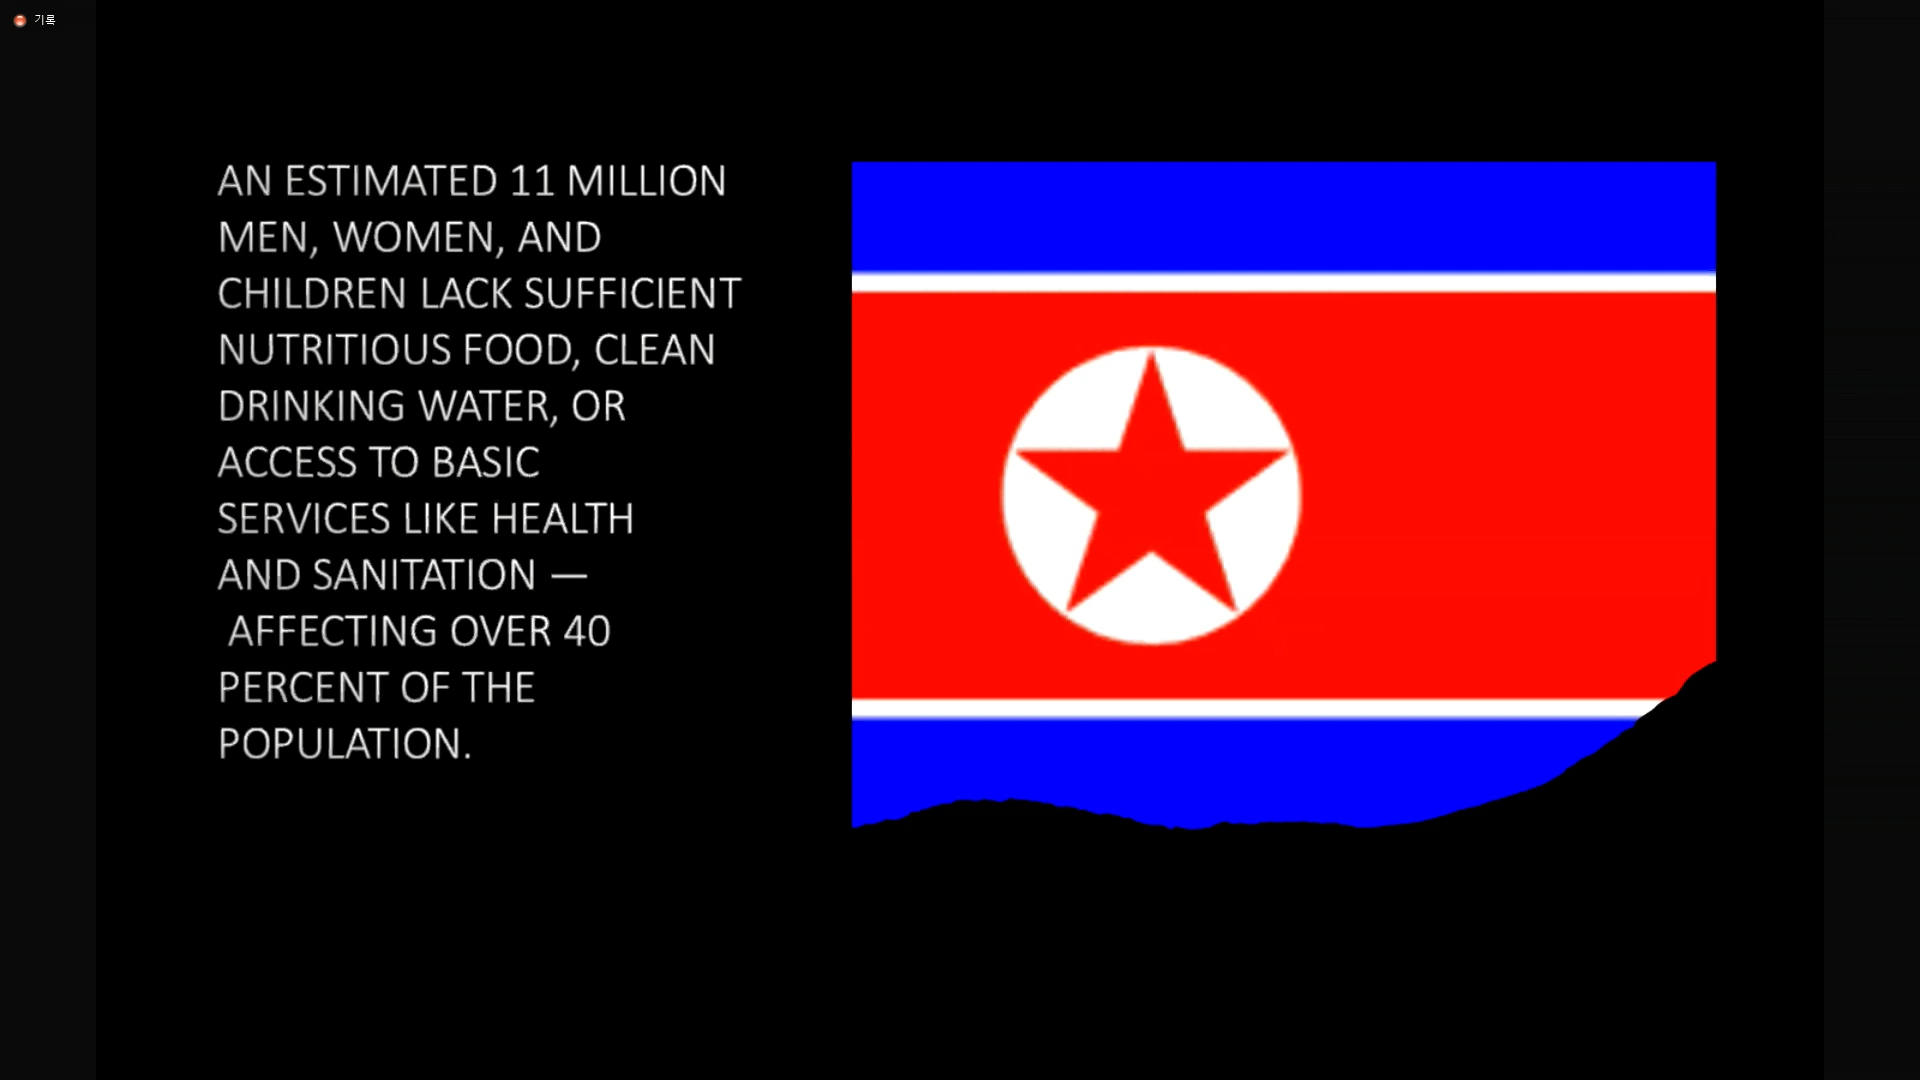 기록
AN ESTIMATED 11 MILLION
MEN, WOMEN, AND
CHILDREN LACK SUFFICIENT
NUTRITIOUS FOOD, CLEAN
DRINKING WATER, OR
ACCESS TO BASIC
SERVICES LIKE HEALTH
AND SANITATION —
AFFECTING OVER 40
PERCENT OF THE
POPULATION.